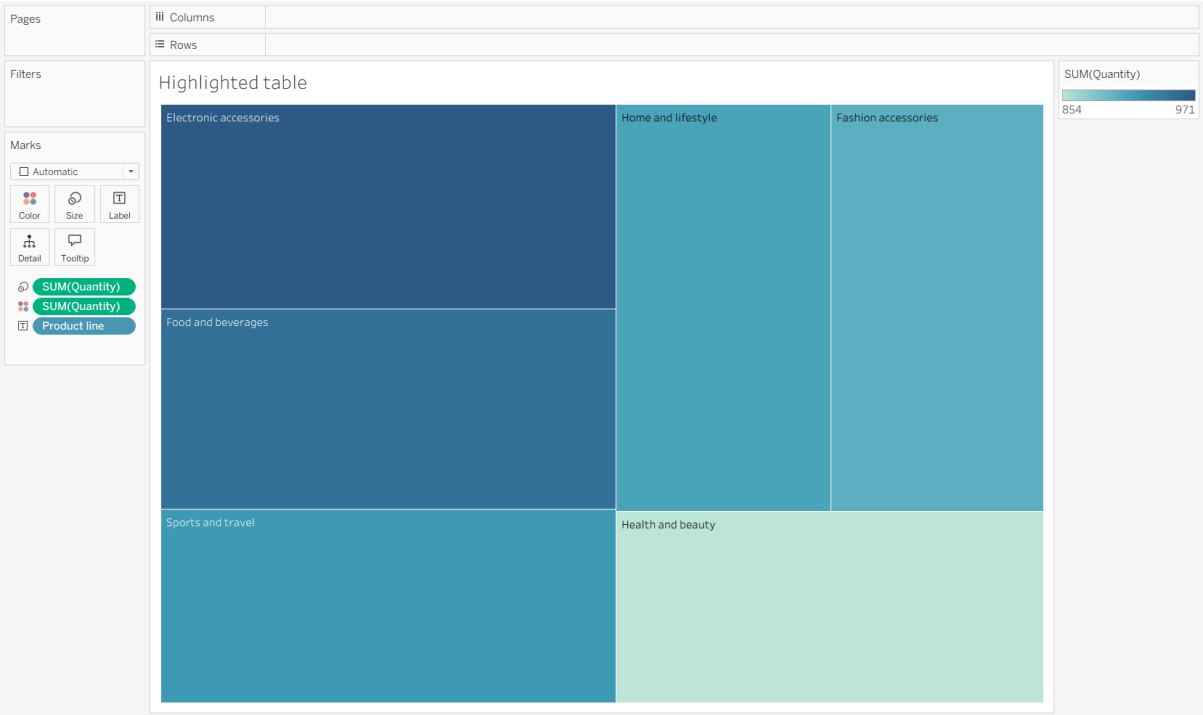 Pages
Columns
Rows
Filters
Marks
Automatic
Color
Size
Label
Detail
Tooltip
SUM(Quantity)
SUM(Quantity)
Product line
Highlighted table
Electronic accessories
Home and lifestyle
Fashion accessories
Food and beverages
Sports and travel
Health and beauty
SUM(Quantity)
854 971